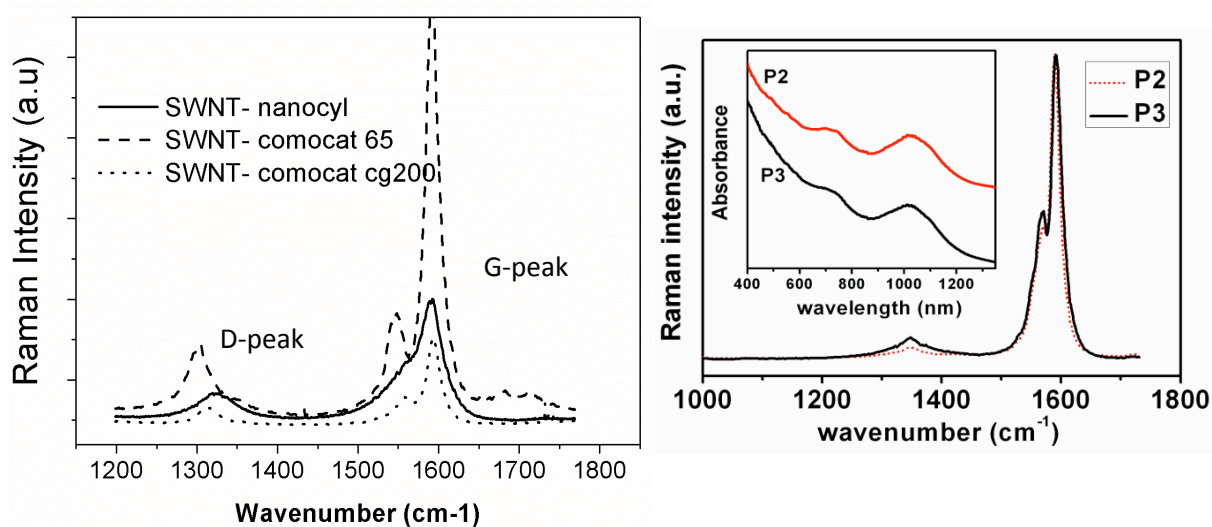 Raman Intensity (a.u)
SWNT- nanocyl
SWNT- comocat 65
SWNT- comocat cg200
G-peak
D-peak
1200 1300 1400 1500 1600 1700 1800
Wavenumber (cm-1)
Raman intensity (a.u.)
P2
P3
Absorbance
P2
P3
400 600 800 1000 1200
wavelength (nm)
1000 1200 1400 1600 1800
wavenumber (cm⁻¹)